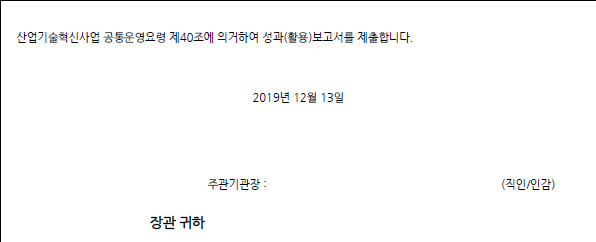 산업기술혁신사업 공통운영요령 제40조에 의거하여 성과(활용)보고서를 제출합니다.
2019년 12월 13일
주관기관장 : (직인/인감)
장관 귀하